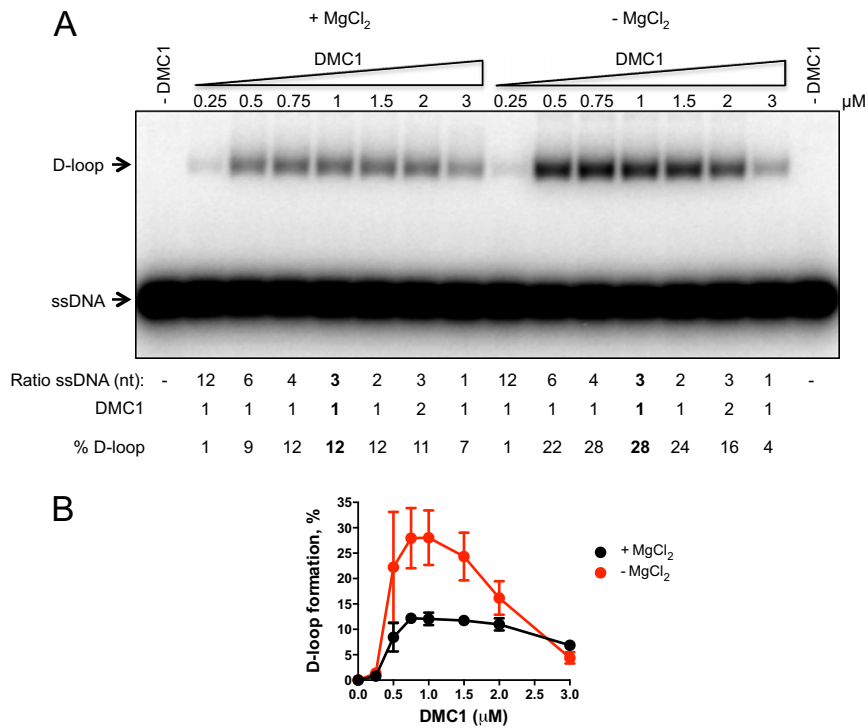 A
+ MgCl2 - MgCl2
- DMC1 DMC1 DMC1 - DMC1
0.25 0.5 0.75 1 1.5 2 3 0.25 0.5 0.75 1 1.5 2 3 μM
D-loop
ssDNA
Ratio ssDNA (nt): - 12 6 4 3 2 3 1 12 6 4 3 2 3 1 -
DMC1 1 1 1 1 1 2 1 1 1 1 1 1 2 1
% D-loop 1 9 12 12 12 11 7 1 22 28 28 24 16 4
B
D-loop formation, %
35
30
25
20
15
10
5
0
0.0 0.5 1.0 1.5 2.0 2.5 3.0
DMC1 (μM)
+ MgCl2
- MgCl2